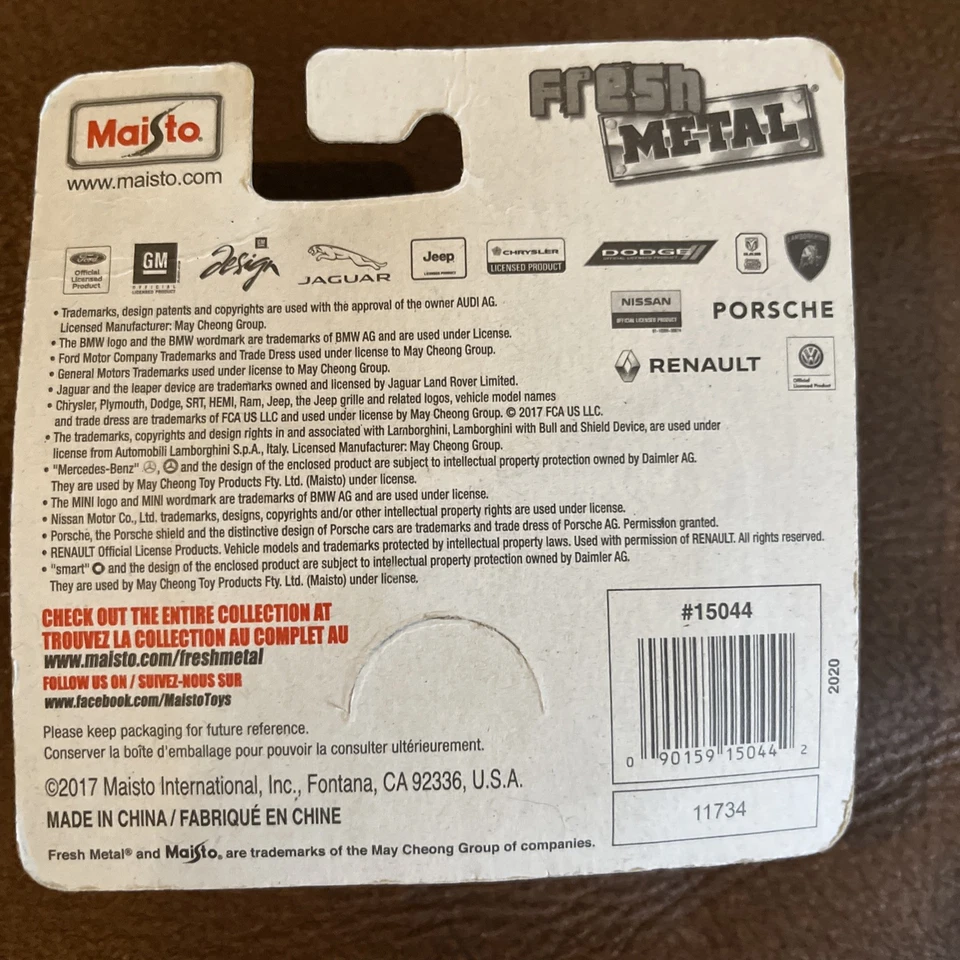 Maisto
www.maisto.com
Fresh
METAL
Ford
Official
Licensed
Product
GM
OFFICIAL
LICENSED PRODUCT
GM
design
JAGUAR
Jeep
LICENSED PRODUCT
CHRYSLER
LICENSED PRODUCT
DODGE
OFFICIAL LICENSED PRODUCT
NISSAN
OFFICIAL LICENSED PRODUCT
PORSCHE
RENAULT
Official
Licensed Product
• Trademarks, design patents and copyrights are used with the approval of the owner AUDI AG.
Licensed Manufacturer: May Cheong Group.
• The BMW logo and the BMW wordmark are trademarks of BMW AG and are used under License.
• Ford Motor Company Trademarks and Trade Dress used under license to May Cheong Group.
• General Motors Trademarks used under license to May Cheong Group.
• Jaguar and the leaper device are trademarks owned and licensed by Jaguar Land Rover Limited.
• Chrysler, Plymouth, Dodge, SRT, HEMI, Ram, Jeep, the Jeep grille and related logos, vehicle model names
and trade dress are trademarks of FCA US LLC and used under license by May Cheong Group. © 2017 FCA US LLC.
• The trademarks, copyrights and design rights in and associated with Lamborghini, Lamborghini with Bull and Shield Device, are used under
license from Automobili Lamborghini S.p.A., Italy. Licensed Manufacturer: May Cheong Group.
• "Mercedes-Benz" , and the design of the enclosed product are subject to intellectual property protection owned by Daimler AG.
They are used by May Cheong Toy Products Fty. Ltd. (Maisto) under license.
• The MINI logo and MINI wordmark are trademarks of BMW AG and are used under license.
• Nissan Motor Co., Ltd. trademarks, designs, copyrights and/or other intellectual property rights are used under license.
• Porsche, the Porsche shield and the distinctive design of Porsche cars are trademarks and trade dress of Porsche AG. Permission granted.
• RENAULT Official License Products. Vehicle models and trademarks protected by intellectual property laws. Used with permission of RENAULT. All rights reserved.
• "smart" and the design of the enclosed product are subject to intellectual property protection owned by Daimler AG.
They are used by May Cheong Toy Products Fty. Ltd. (Maisto) under license.
CHECK OUT THE ENTIRE COLLECTION AT
TROUVEZ LA COLLECTION AU COMPLET AU
www.maisto.com/freshmetal
FOLLOW US ON / SUIVEZ-NOUS SUR
www.facebook.com/MaistoToys
Please keep packaging for future reference.
Conserver la boîte d'emballage pour pouvoir la consulter ultérieurement.
©2017 Maisto International, Inc., Fontana, CA 92336, U.S.A.
MADE IN CHINA / FABRIQUÉ EN CHINE
Fresh Metal® and Maisto® are trademarks of the May Cheong Group of companies.
#15044
0 90159 15044 2
2020
11734